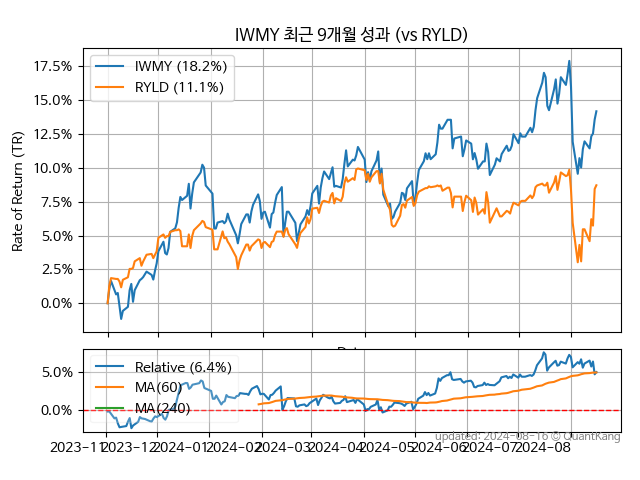 IWMY 최근 9개월 성과 (vs RYLD)
IWMY (18.2%)
RYLD (11.1%)
Rate of Return (TR)
17.5%
15.0%
12.5%
10.0%
7.5%
5.0%
2.5%
0.0%
Relative (6.4%)
MA(60)
MA(240)
5.0%
0.0%
2023-11 2023-12 2024-01 2024-02 2024-03 2024-04 2024-05 2024-06 2024-07 2024-08
updated: 2024-08-16 © QuantKang